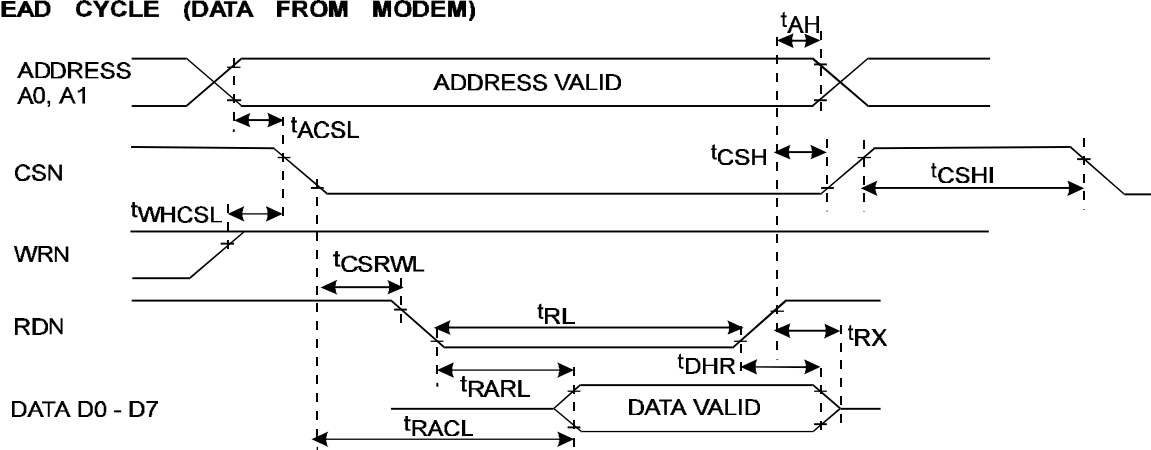 EAD CYCLE (DATA FROM MODEM)
tAH
ADDRESS
A0, A1
ADDRESS VALID
tACSL
CSN
tCSH
tCSHI
tWHCSL
WRN
tCSRWL
RDN
tRL
tRX
tDHR
tRARL
DATA D0 - D7
DATA VALID
tRACL